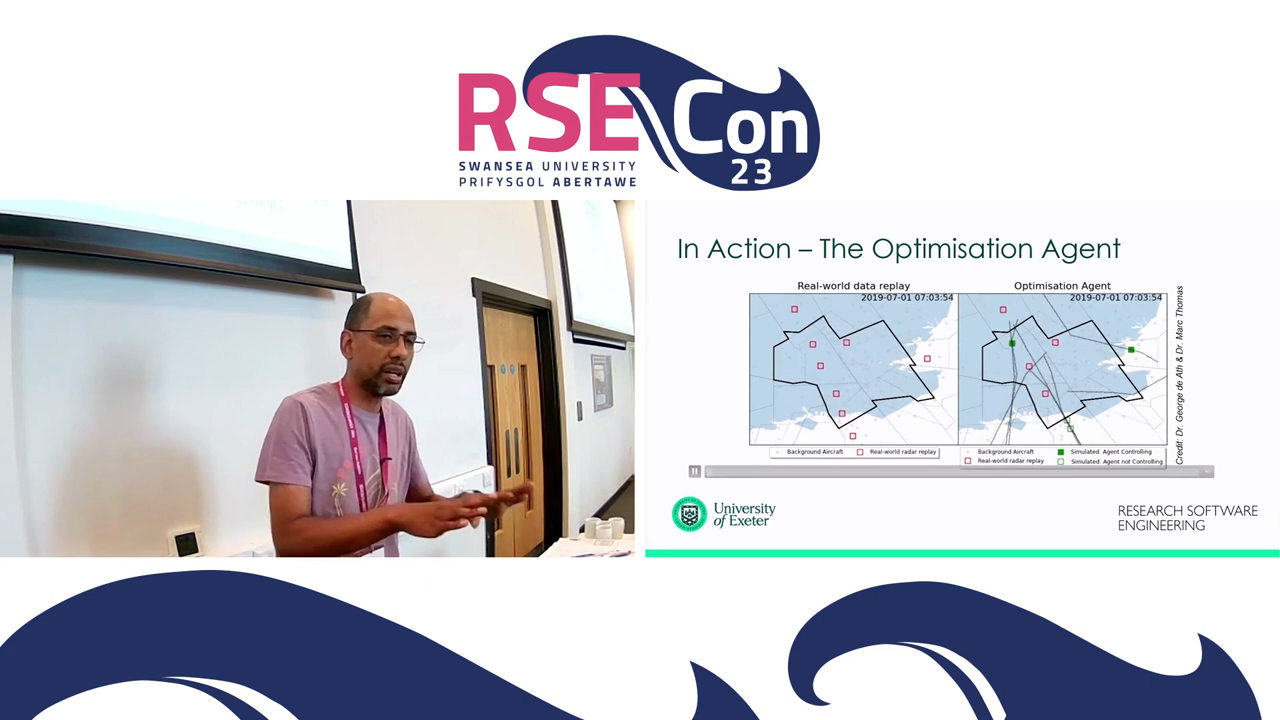 RSE Con
23
SWANSEA UNIVERSITY
PRIFYSGOL ABERTAWE
In Action – The Optimisation Agent
Real-world data replay
2019-07-01 07:03:54
Background Aircraft
Real-world radar replay
Optimisation Agent
2019-07-01 07:03:54
Background Aircraft
Simulated. Agent Controlling
Real-world radar replay
Simulated. Agent not Controlling
Credit: Dr. George de Ath & Dr. Marc Thomas
University
of Exeter
RESEARCH SOFTWARE
ENGINEERING